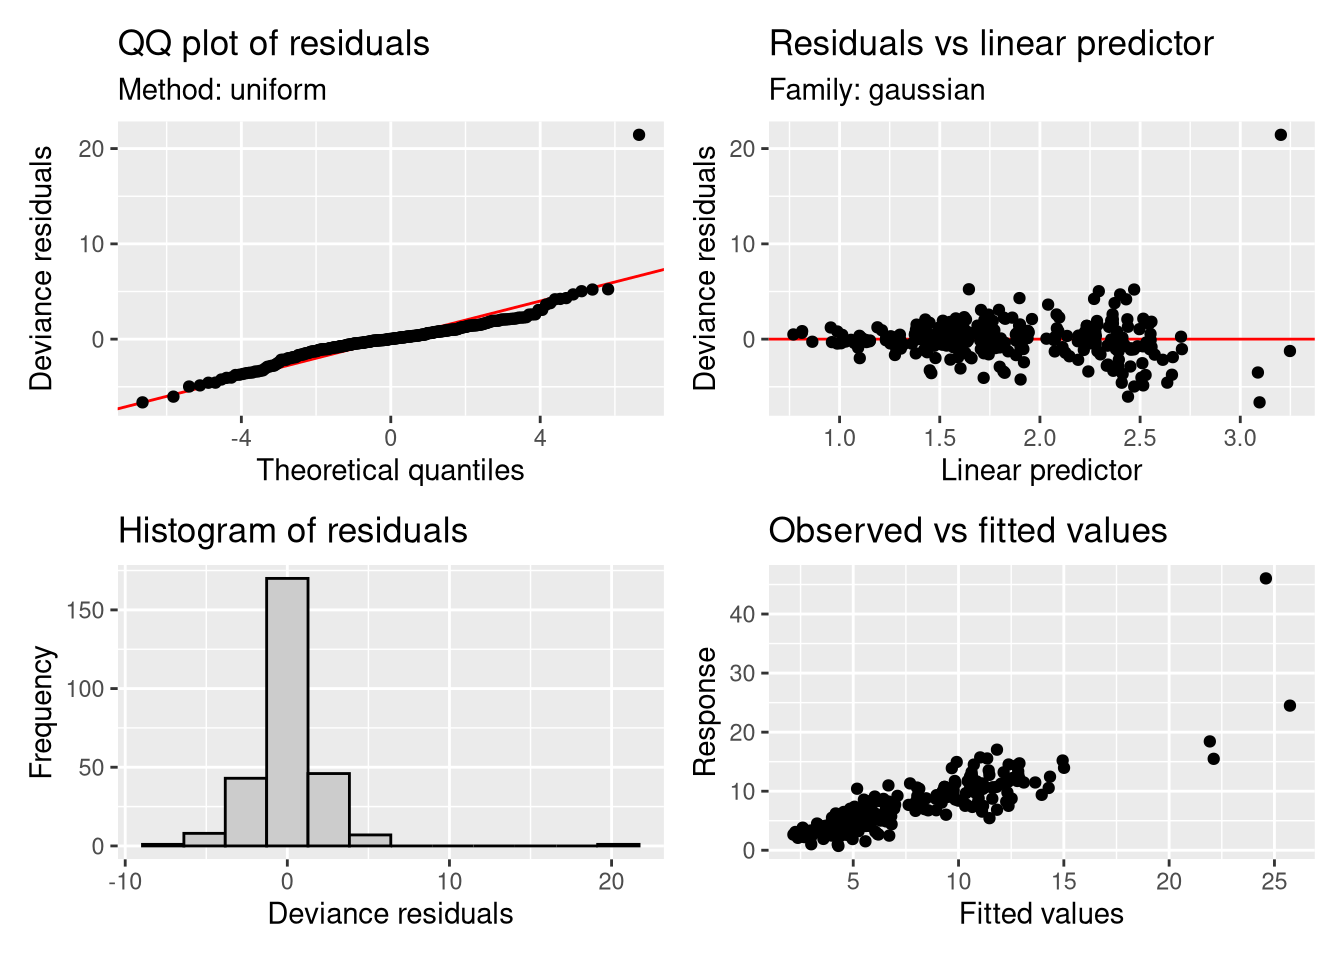 QQ plot of residuals
Method: uniform
20
10
0
Deviance residuals
-4
0
4
Theoretical quantiles
Residuals vs linear predictor
Family: gaussian
20
10
0
Deviance residuals
1.0
1.5
2.0
2.5
3.0
Linear predictor
Histogram of residuals
150
100
50
0
Frequency
-10
0
10
20
Deviance residuals
Observed vs fitted values
40
30
20
10
0
Response
5
10
15
20
25
Fitted values